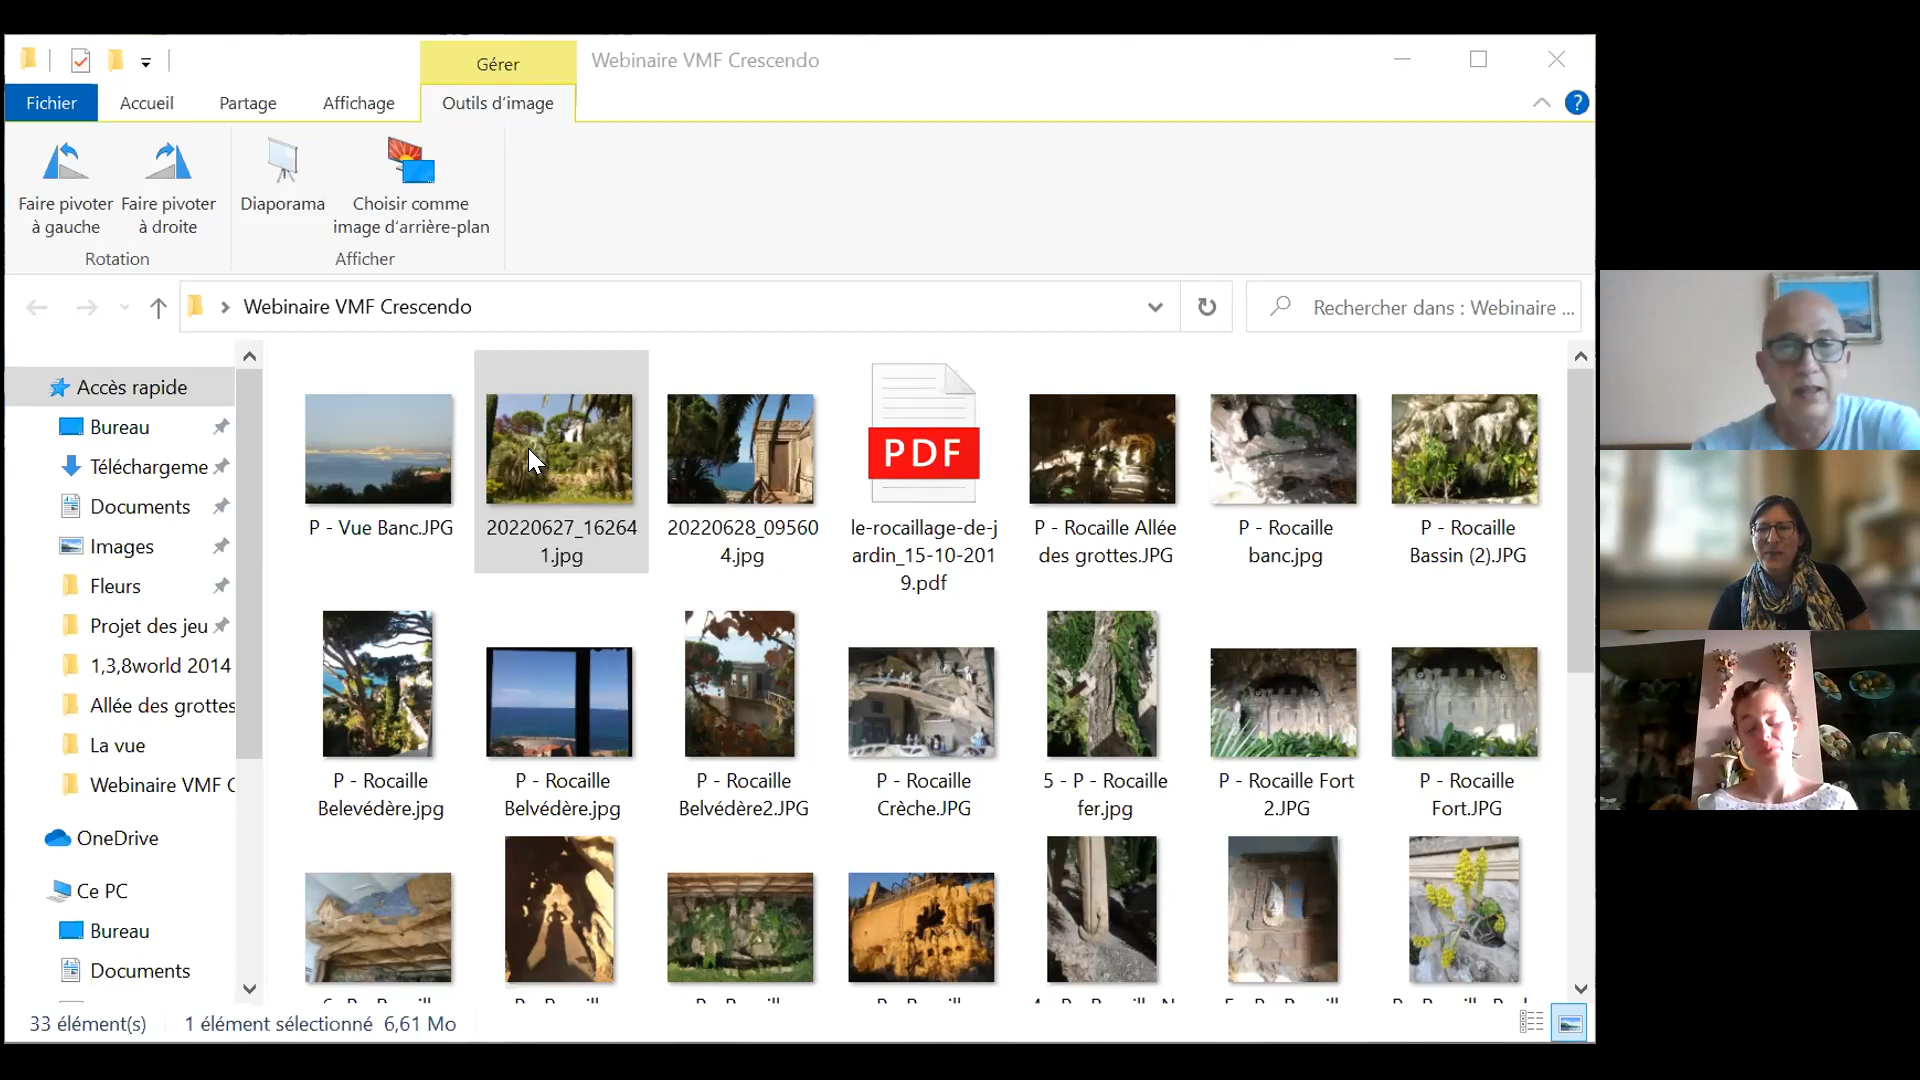 Gérer
Webinaire VMF Crescendo
Fichier
Accueil
Partage
Affichage
Outils d'image
?
Faire pivoter à gauche
Faire pivoter à droite
Diaporama
Choisir comme image d'arrière-plan
Rotation
Afficher
Webinaire VMF Crescendo
Rechercher dans : Webinaire ...
Accès rapide
Bureau
Téléchargeme
Documents
Images
Fleurs
Projet des jeu
1,3,8world 2014
Allée des grottes
La vue
Webinaire VMF C
OneDrive
Ce PC
Bureau
Documents
P - Vue Banc.JPG
20220627_16264
1.jpg
20220628_09560
4.jpg
PDF
le-rocaillage-de-j
ardin_15-10-201
9.pdf
P - Rocaille Allée
des grottes.JPG
P - Rocaille
banc.jpg
P - Rocaille
Bassin (2).JPG
P - Rocaille
Belevédère.jpg
P - Rocaille
Belvédère.jpg
P - Rocaille
Belvédère2.JPG
P - Rocaille
Crèche.JPG
5 - P - Rocaille
fer.jpg
P - Rocaille Fort
2.JPG
P - Rocaille
Fort.JPG
33 élément(s)
1 élément sélectionné 6,61 Mo